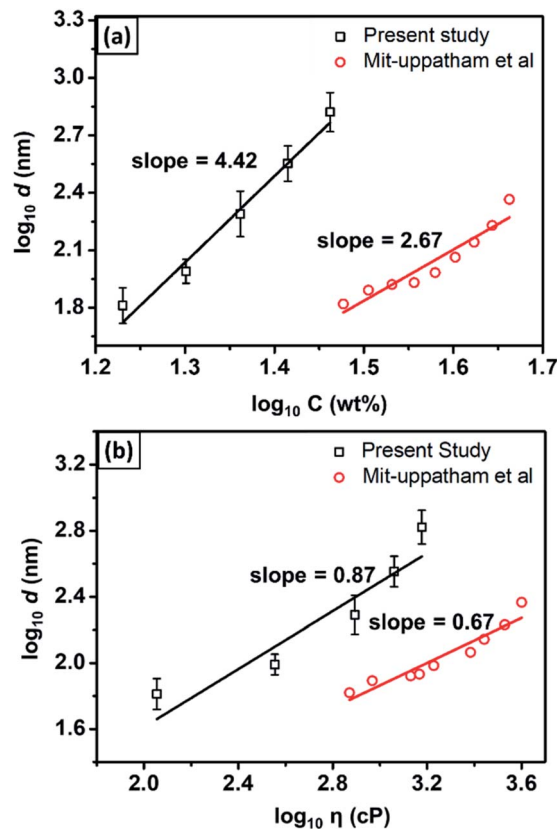 (a)
Present study
Mit-uppatham et al
slope = 4.42
slope = 2.67
log₁₀ d (nm)
3.3
3.0
2.7
2.4
2.1
1.8
1.2 1.3 1.4 1.5 1.6 1.7
log₁₀ C (wt%)
(b)
Present Study
Mit-uppatham et al
slope = 0.87
slope = 0.67
log₁₀ d (nm)
3.2
2.8
2.4
2.0
1.6
2.0 2.4 2.8 3.2 3.6
log₁₀ η (cP)